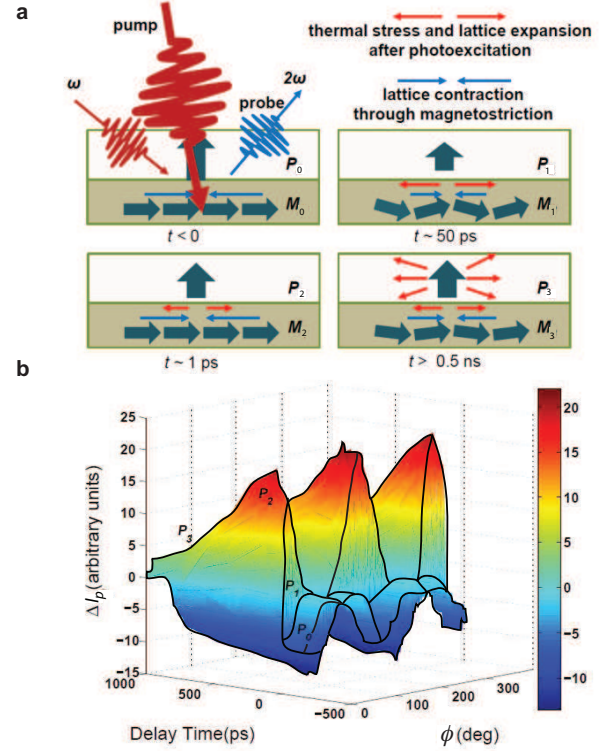 a
pump
thermal stress and lattice expansion
after photoexcitation
ω
2ω
probe
lattice contraction
through magnetostriction
P0
M0
t < 0
P1
M1
t ~ 50 ps
P2
M2
t ~ 1 ps
P3
M3
t > 0.5 ns
b
25
20
15
10
5
0
−5
−10
−15
Δ Ip(arbitrary units)
P3
P2
P1
P0
1000
500
0
−500
Delay Time(ps)
0
100
200
300
ϕ(deg)
20
15
10
5
0
−5
−10